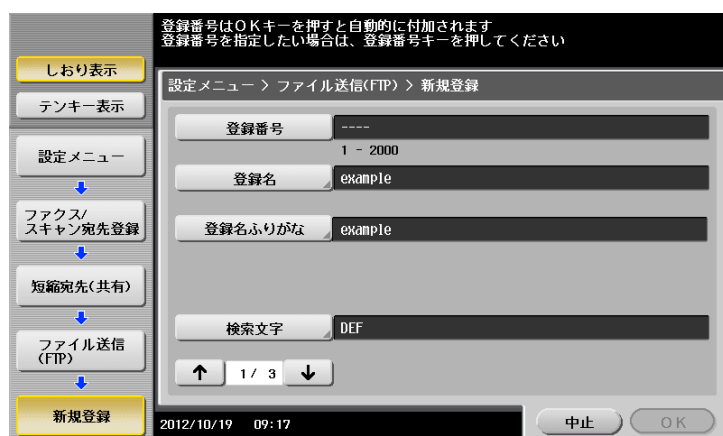 登録番号はOKキーを押すと自動的に付加されます
登録番号を指定したい場合は、登録番号キーを押してください
しおり表示
テンキー表示
設定メニュー
ファクス/
スキャン宛先登録
短縮宛先(共有)
ファイル送信
(FTP)
新規登録
設定メニュー > ファイル送信(FTP) > 新規登録
登録番号 ----
1 - 2000
登録名 example
登録名ふりがな example
検索文字 DEF
↑ 1/ 3 ↓
2012/10/19 09:17
中止 OK